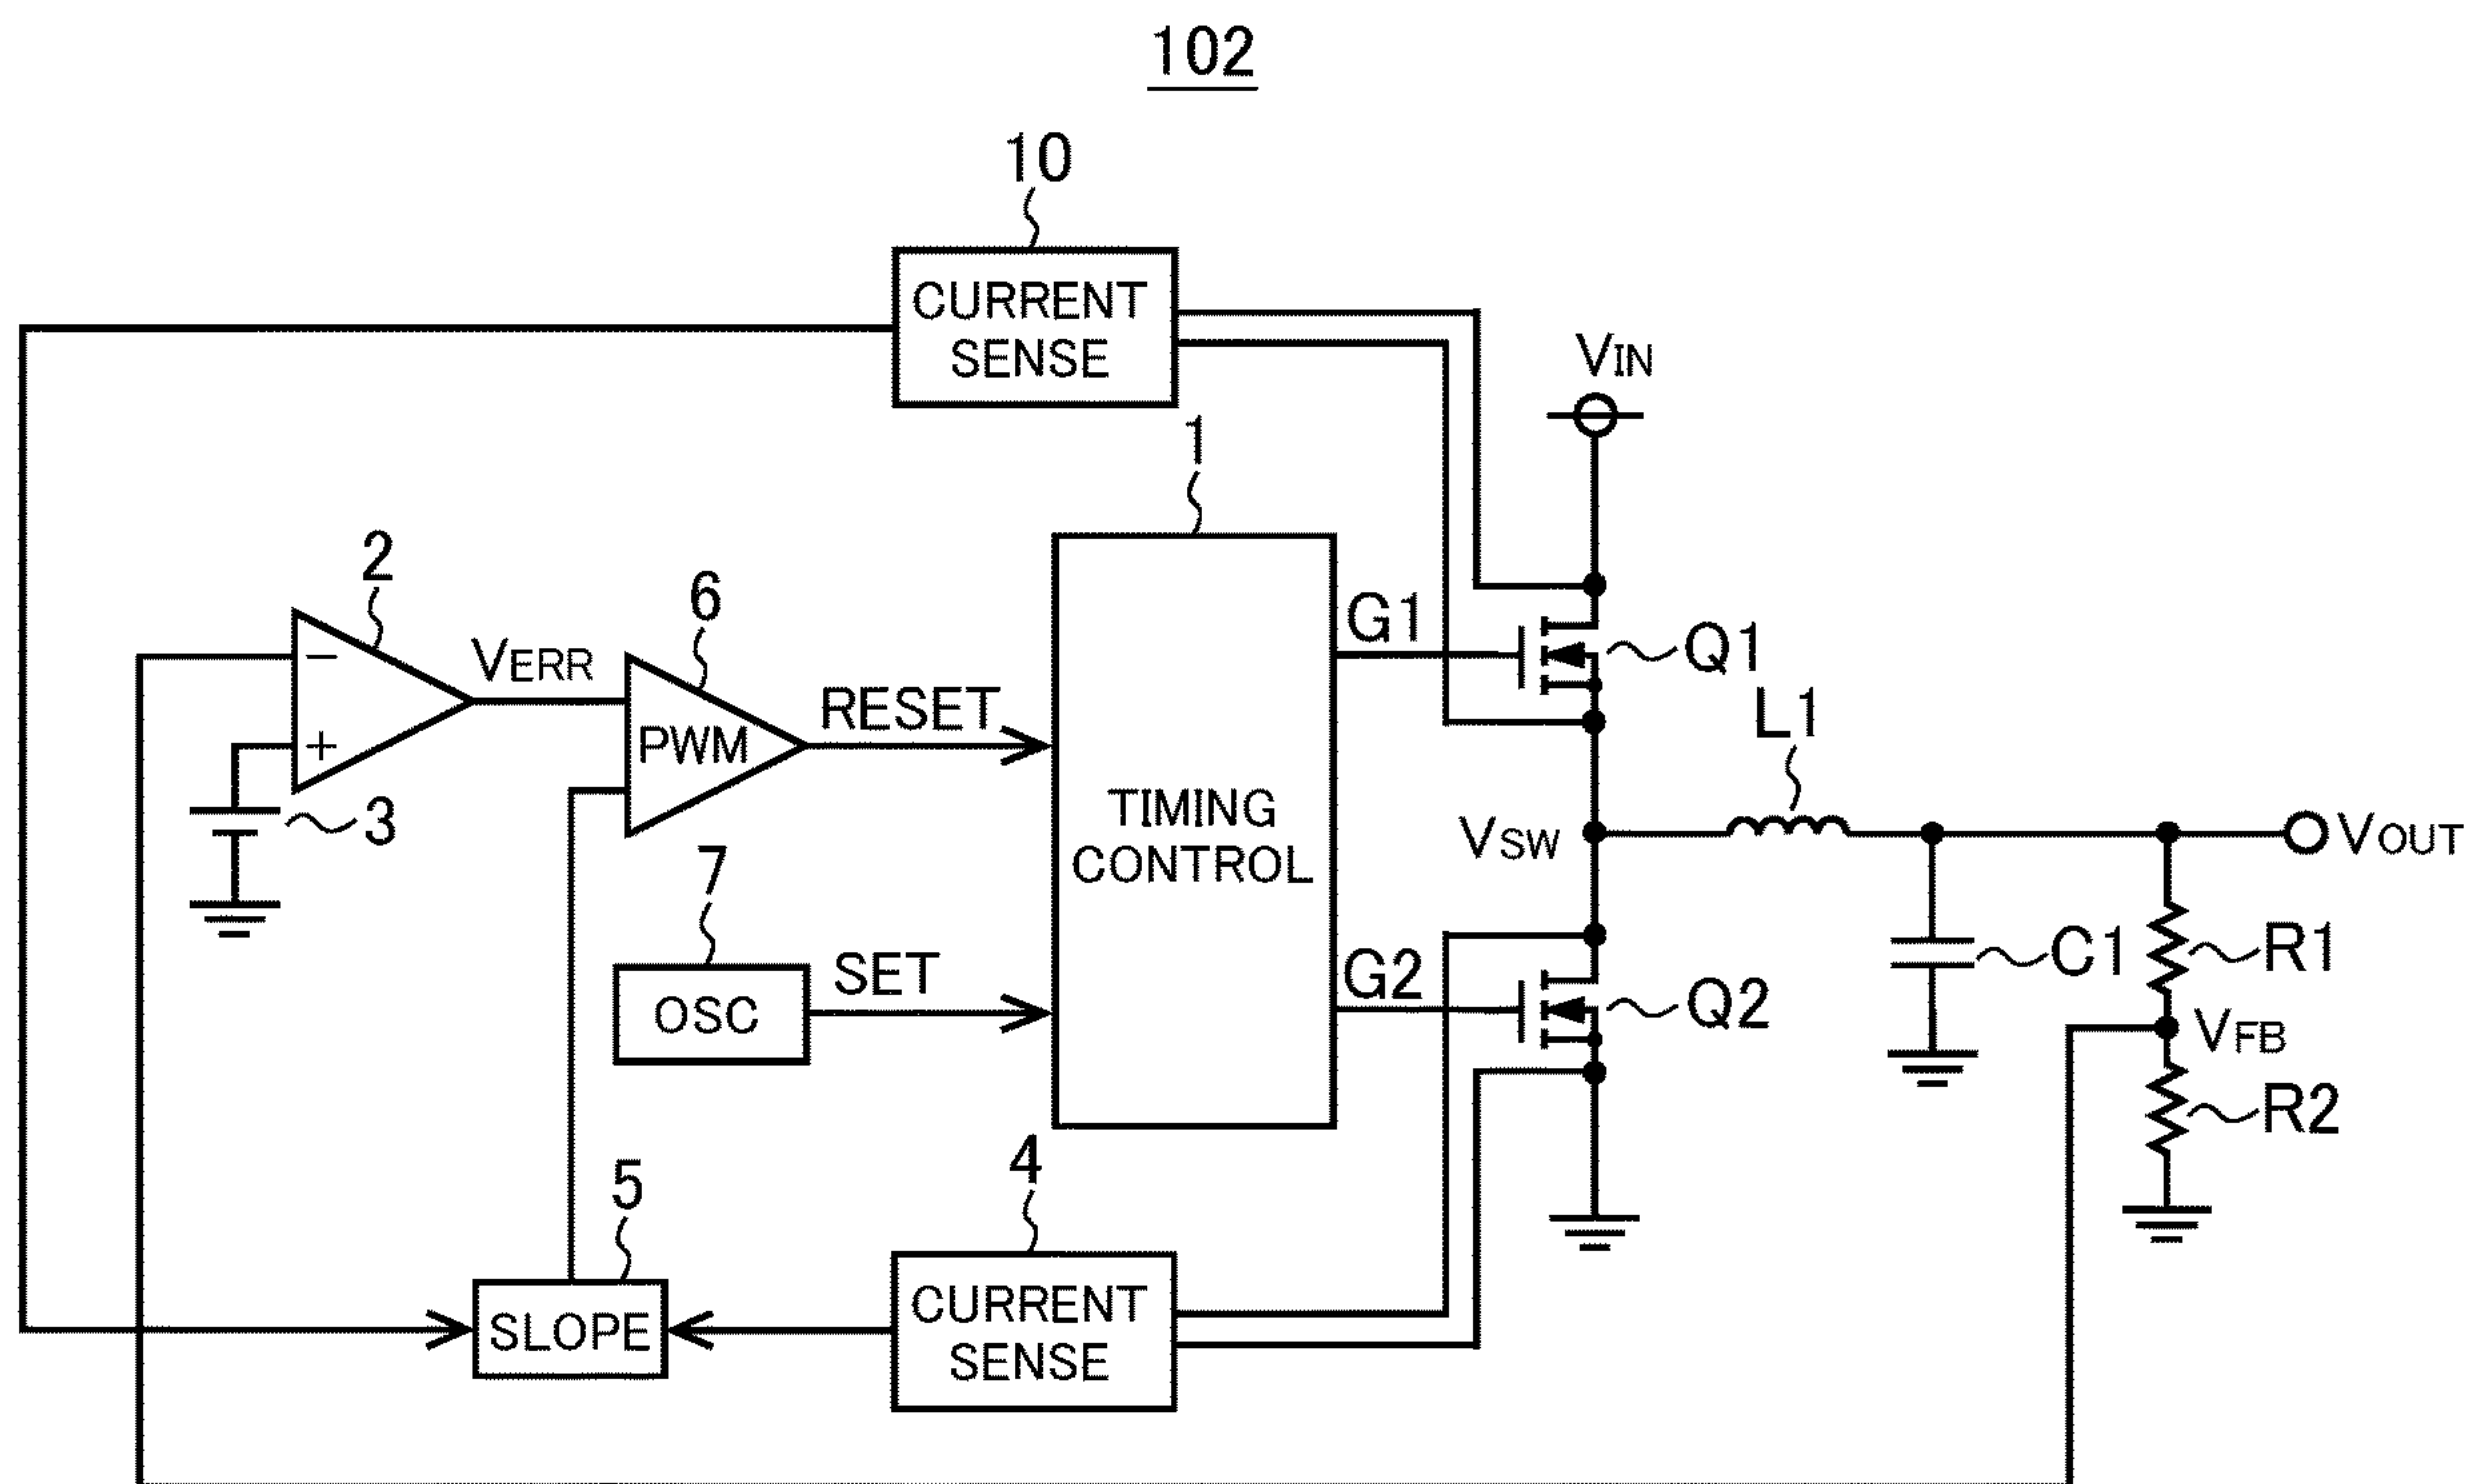 102
10
CURRENT
SENSE
VIN
1
2
6
VERR
G1
Q1
RESET
L1
−
+
PWM
3
TIMING
CONTROL
VSW
VOUT
7
SET
G2
C1
R1
OSC
Q2
VFB
R2
4
5
SLOPE
CURRENT
SENSE